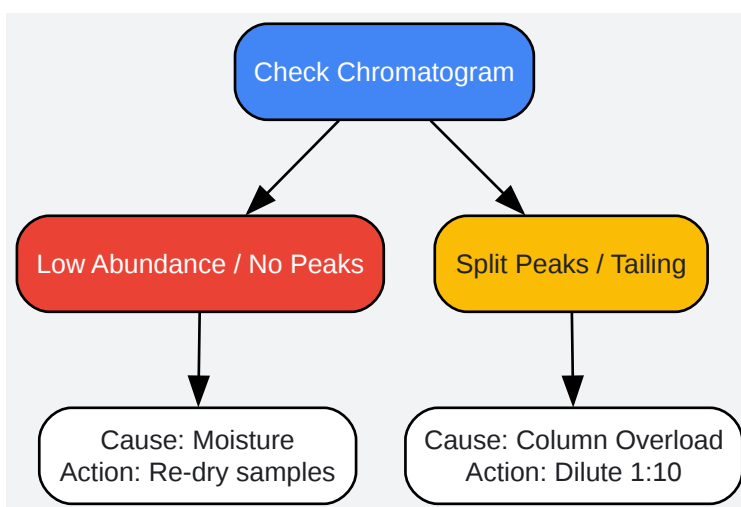 Check Chromatogram
Low Abundance / No Peaks
Split Peaks / Tailing
Cause: Moisture
Action: Re-dry samples
Cause: Column Overload
Action: Dilute 1:10